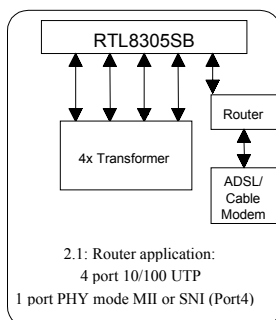 RTL8305SB
Router
4x Transformer
ADSL/
Cable
Modem
2.1: Router application:
4 port 10/100 UTP
1 port PHY mode MII or SNI (Port4)